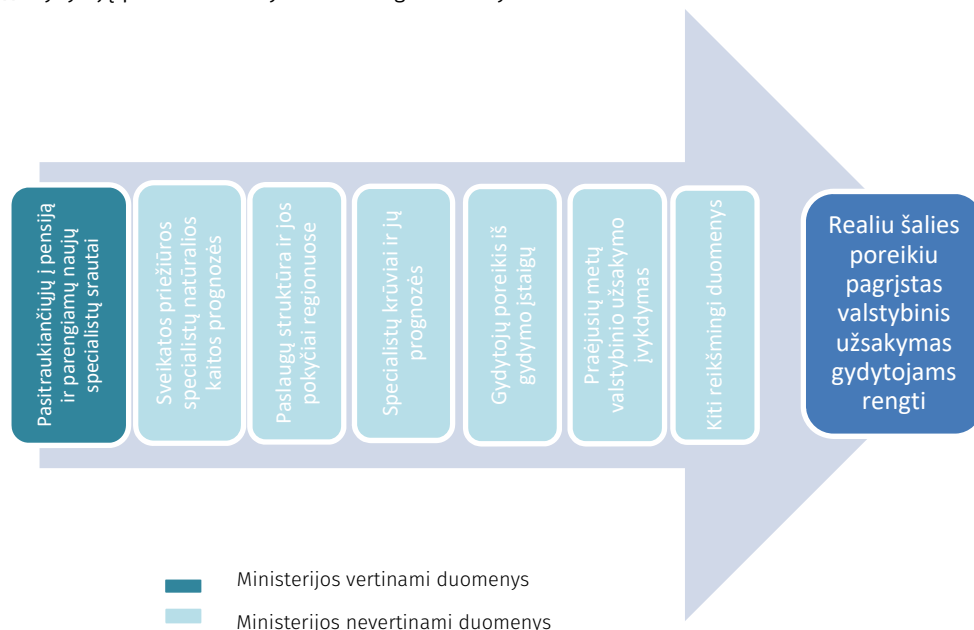 Pasitraukiančiųjų į pensiją
ir parengiamų naujų
specialistų srautai
Sveikatos priežiūros
specialistų natūralios
kaitos prognozės
Paslaugų struktūra ir jos
pokyčiai regionuose
Specialistų krūviai ir jų
prognozės
Gydytojų poreikis iš
gydymo įstaigų
Praėjusių metų
valstybinio užsakymo
įvykdymas
Kiti reikšmingi duomenys
Realiu šalies
poreikiu
pagrįstas
valstybinis
užsakymas
gydytojams
rengti
Ministerijos vertinami duomenys
Ministerijos nevertinami duomenys